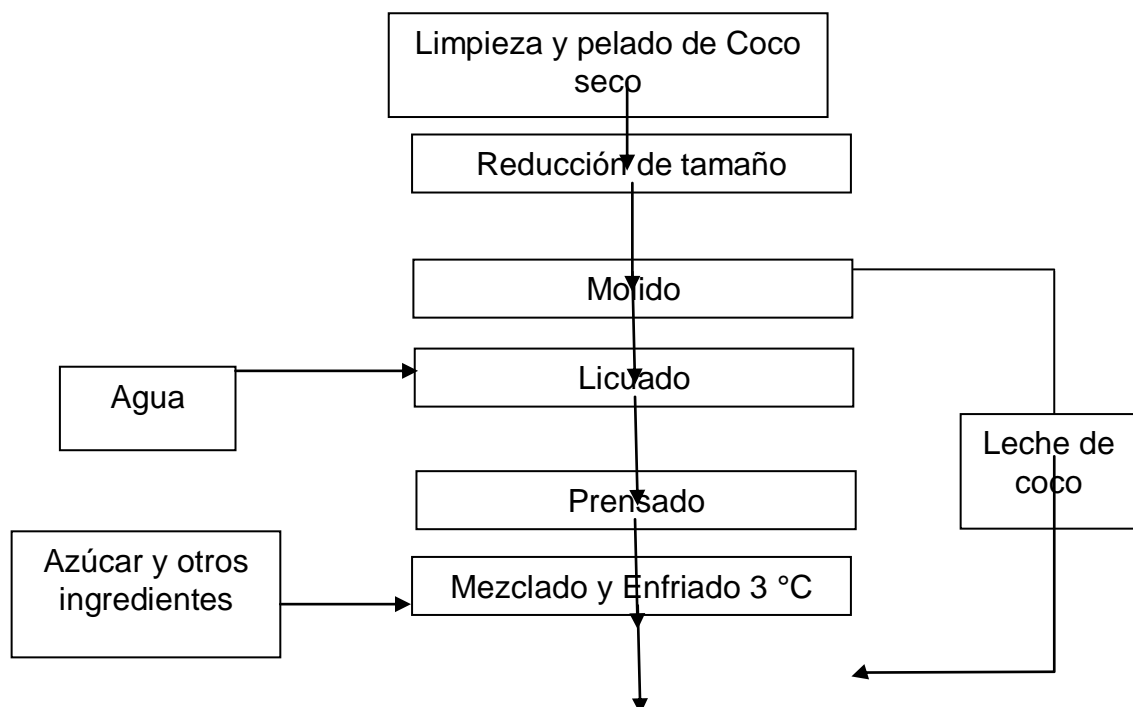 Limpieza y pelado de Coco
seco
Reducción de tamaño
Molido
Licuado
Agua
Leche de
coco
Prensado
Azúcar y otros
ingredientes
Mezclado y Enfriado 3 °C